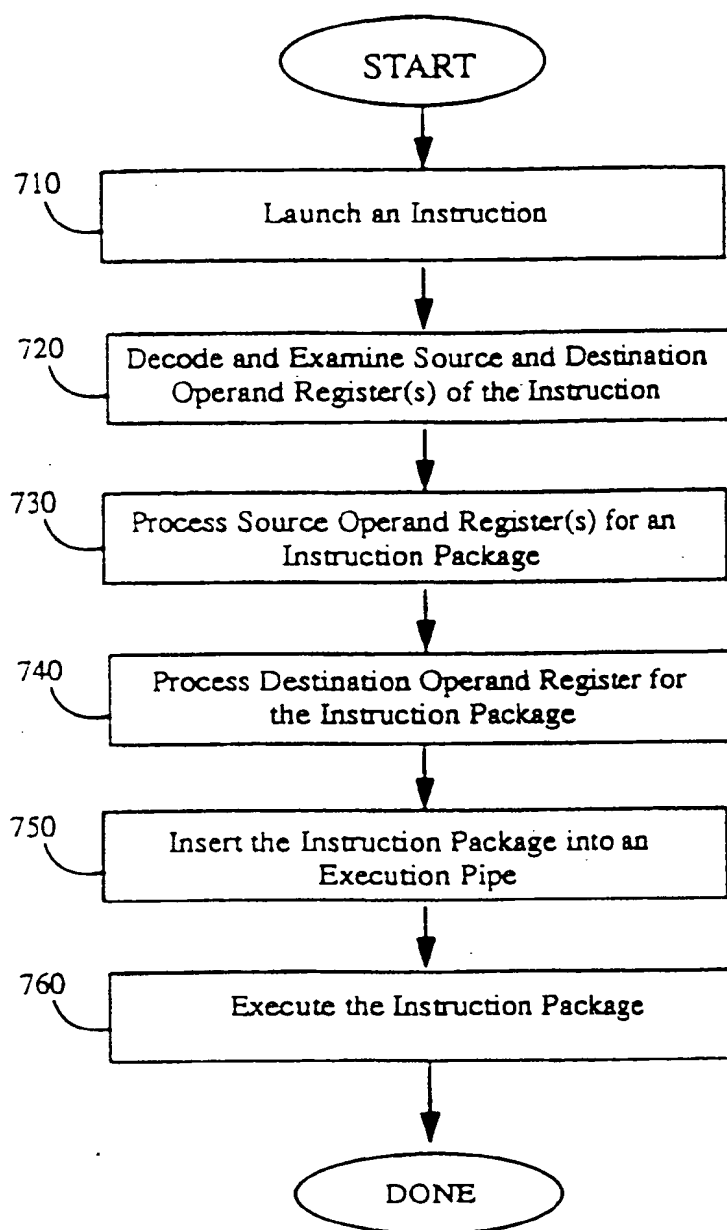 START
710
Launch an Instruction
720
Decode and Examine Source and Destination
Operand Register(s) of the Instruction
730
Process Source Operand Register(s) for an
Instruction Package
740
Process Destination Operand Register for
the Instruction Package
750
Insert the Instruction Package into an
Execution Pipe
760
Execute the Instruction Package
DONE